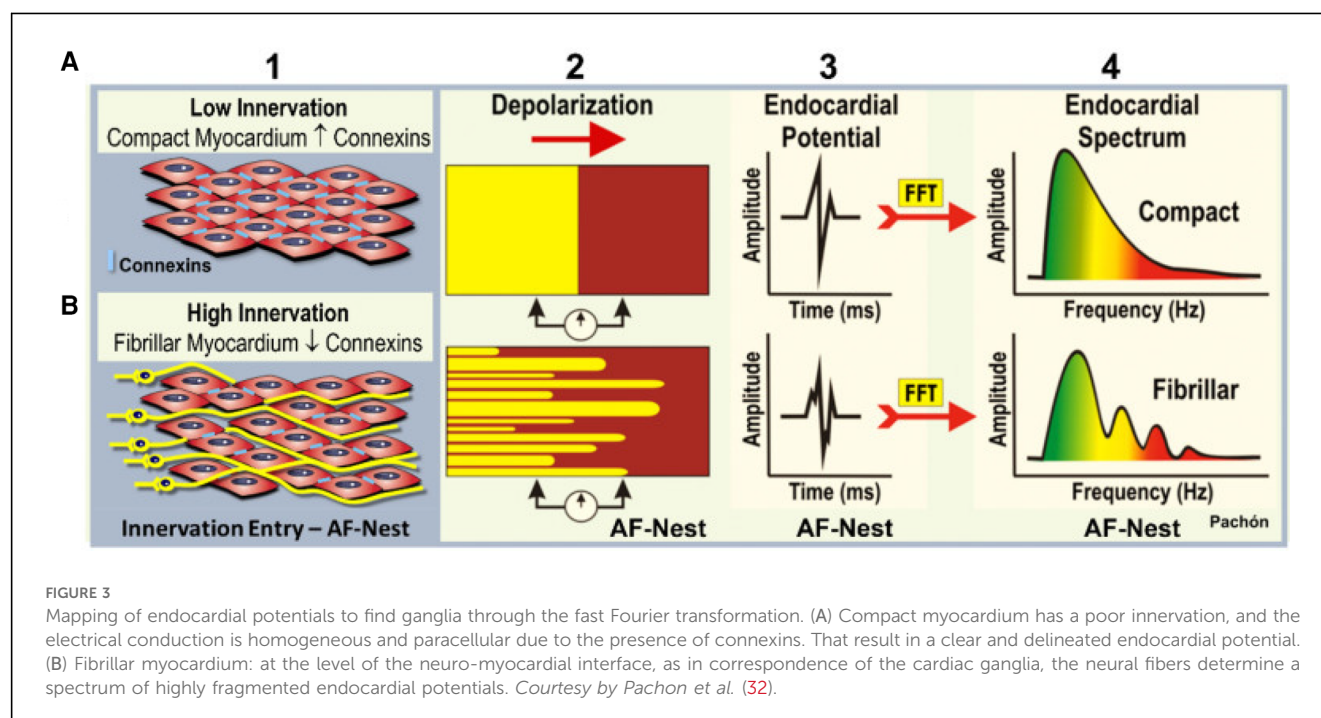 A
1
2
3
4
Low Innervation
Compact Myocardium ↑ Connexins
Connexins
Depolarization
Endocardial
Potential
Amplitude
Time (ms)
FFT
Endocardial
Spectrum
Amplitude
Compact
Frequency (Hz)
B
High Innervation
Fibrillar Myocardium ↓ Connexins
Innervation Entry – AF-Nest
AF-Nest
Amplitude
Time (ms)
AF-Nest
FFT
Amplitude
Fibrillar
Frequency (Hz)
AF-Nest
Pachón
FIGURE 3
Mapping of endocardial potentials to find ganglia through the fast Fourier transformation. (A) Compact myocardium has a poor innervation, and the
electrical conduction is homogeneous and paracellular due to the presence of connexins. That result in a clear and delineated endocardial potential.
(B) Fibrillar myocardium: at the level of the neuro-myocardial interface, as in correspondence of the cardiac ganglia, the neural fibers determine a
spectrum of highly fragmented endocardial potentials. Courtesy by Pachon et al. (32).